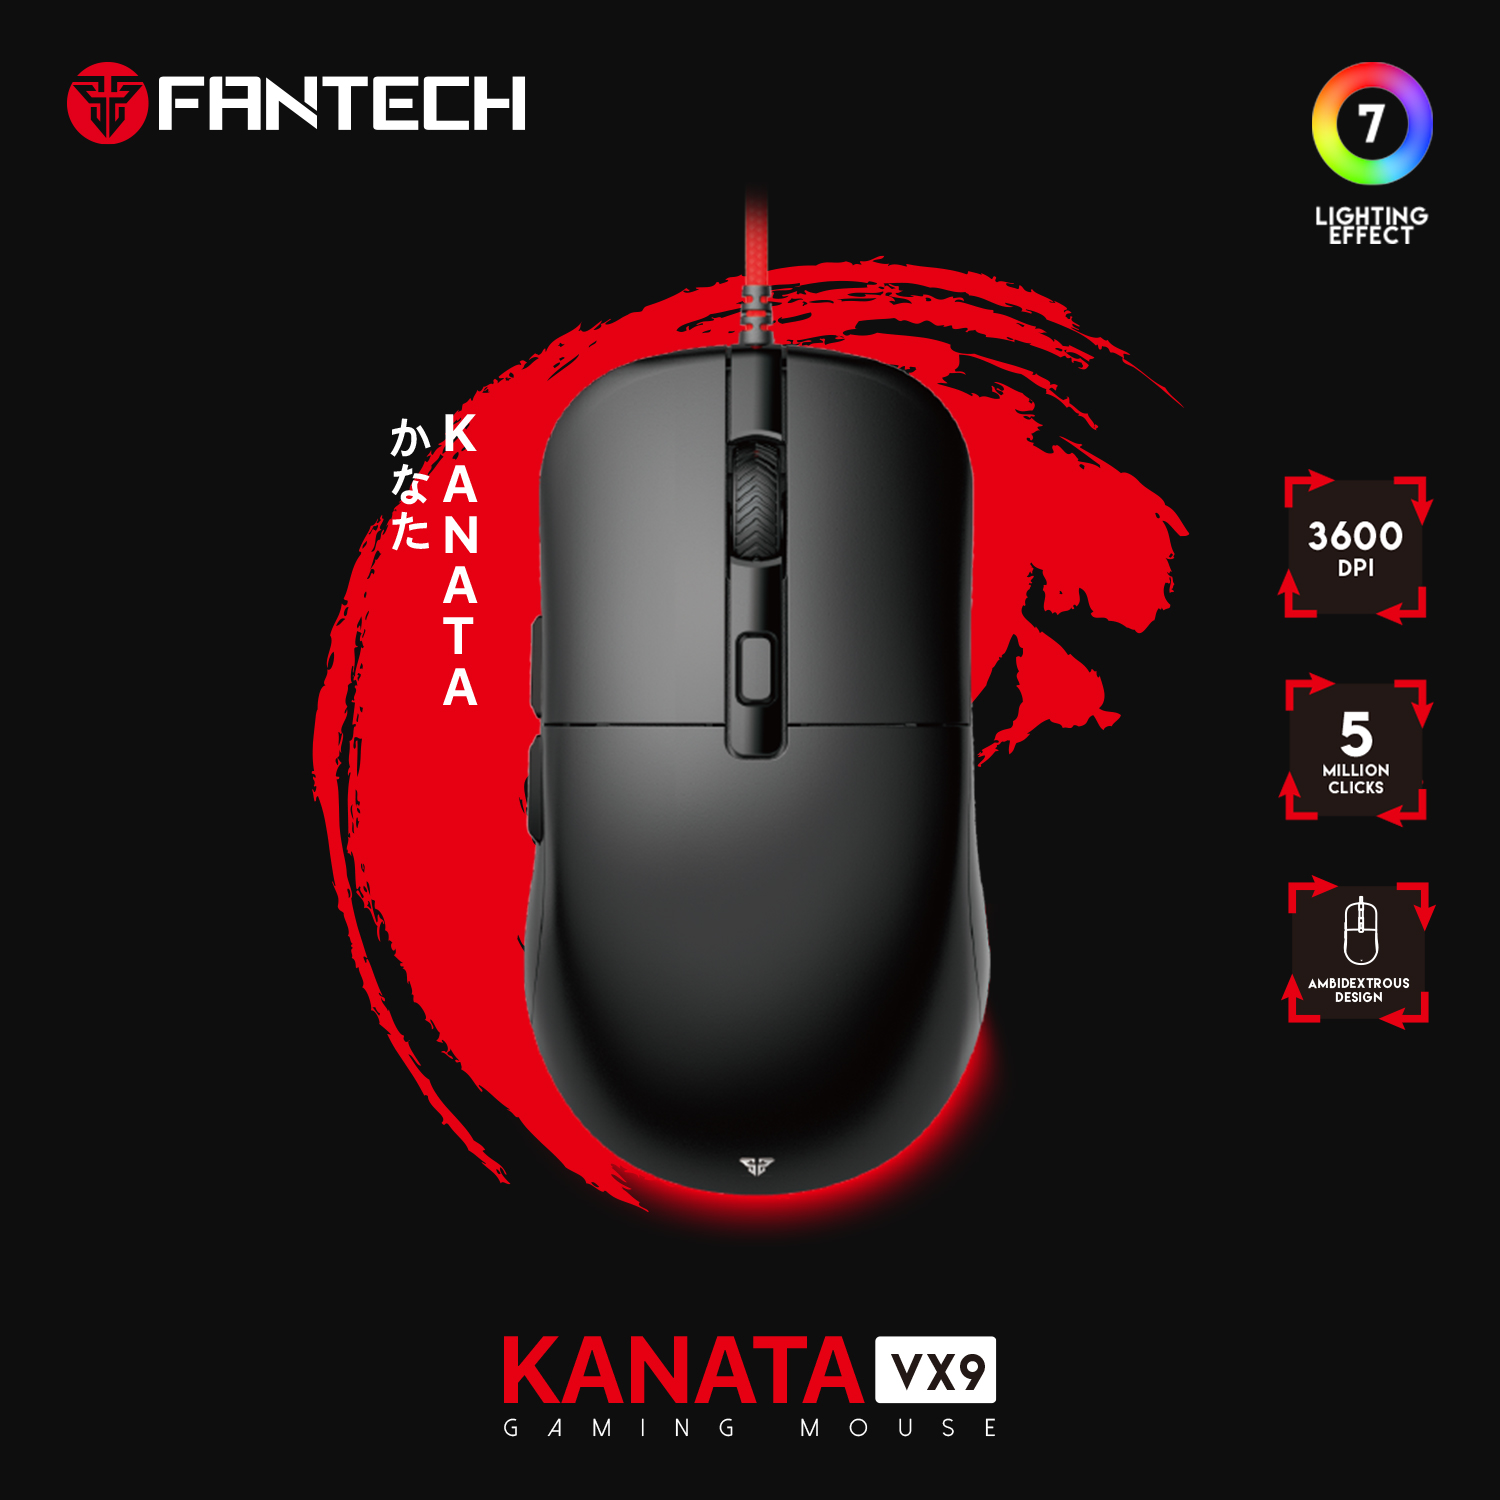 FANTECH
7
LIGHTING
EFFECT
KANATA
かなた
3600
DPI
5
MILLION
CLICKS
AMBIDEXTROUS
DESIGN
KANATA VX9
GAMING MOUSE